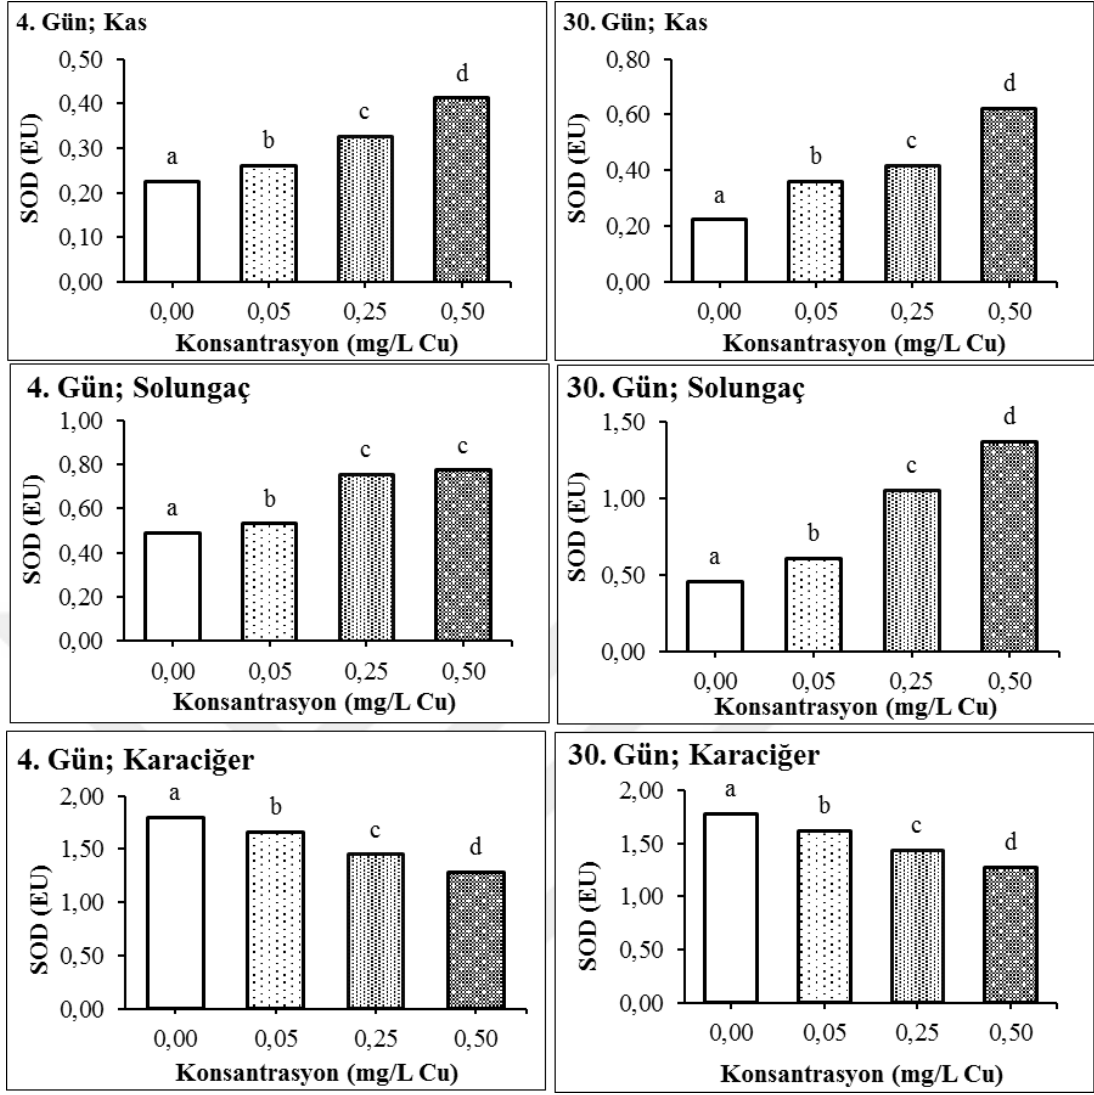 4. Gün; Kas
0,50
0,40
0,30
0,20
0,10
0,00
SOD (EU)
a
b
c
d
0,00 0,05 0,25 0,50
Konsantrasyon (mg/L Cu)
30. Gün; Kas
0,80
0,60
0,40
0,20
0,00
SOD (EU)
a
b
c
d
0,00 0,05 0,25 0,50
Konsantrasyon (mg/L Cu)
4. Gün; Solungaç
1,00
0,80
0,60
0,40
0,20
0,00
SOD (EU)
a
b
c
c
0,00 0,05 0,25 0,50
Konsantrasyon (mg/L Cu)
30. Gün; Solungaç
1,50
1,00
0,50
0,00
SOD (EU)
a
b
c
d
0,00 0,05 0,25 0,50
Konsantrasyon (mg/L Cu)
4. Gün; Karaciğer
2,00
1,50
1,00
0,50
0,00
SOD (EU)
a
b
c
d
0,00 0,05 0,25 0,50
Konsantrasyon (mg/L Cu)
30. Gün; Karaciğer
2,00
1,50
1,00
0,50
0,00
SOD (EU)
a
b
c
d
0,00 0,05 0,25 0,50
Konsantrasyon (mg/L Cu)